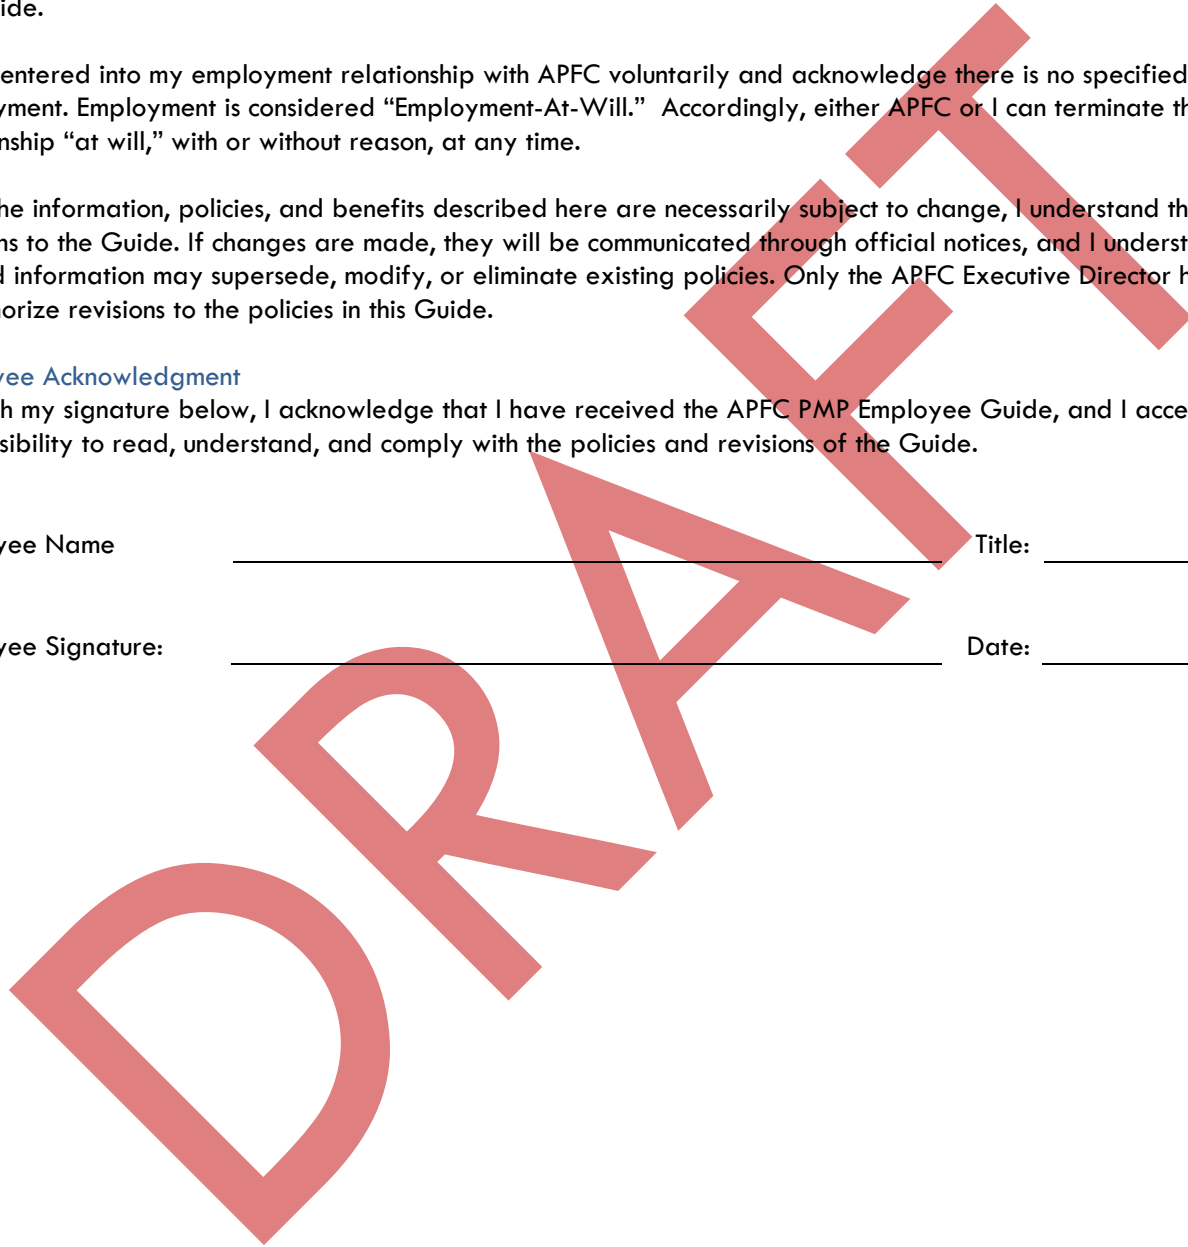 ide.
entered into my employment relationship with APFC voluntarily and acknowledge there is no specified
yment. Employment is considered “Employment-At-Will.” Accordingly, either APFC or I can terminate th
nship “at will,” with or without reason, at any time.
he information, policies, and benefits described here are necessarily subject to change, I understand th
ns to the Guide. If changes are made, they will be communicated through official notices, and I underst
d information may supersede, modify, or eliminate existing policies. Only the APFC Executive Director h
orize revisions to the policies in this Guide.
yee Acknowledgment
h my signature below, I acknowledge that I have received the APFC PMP Employee Guide, and I acce
sibility to read, understand, and comply with the policies and revisions of the Guide.
yee Name Title:
yee Signature: Date:
DRAFT